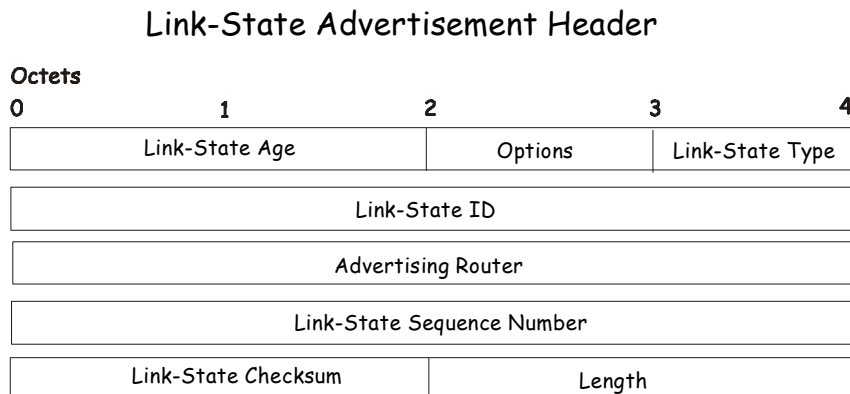 Link-State Advertisement Header
Octets
0 1 2 3 4
Link-State Age Options Link-State Type
Link-State ID
Advertising Router
Link-State Sequence Number
Link-State Checksum Length